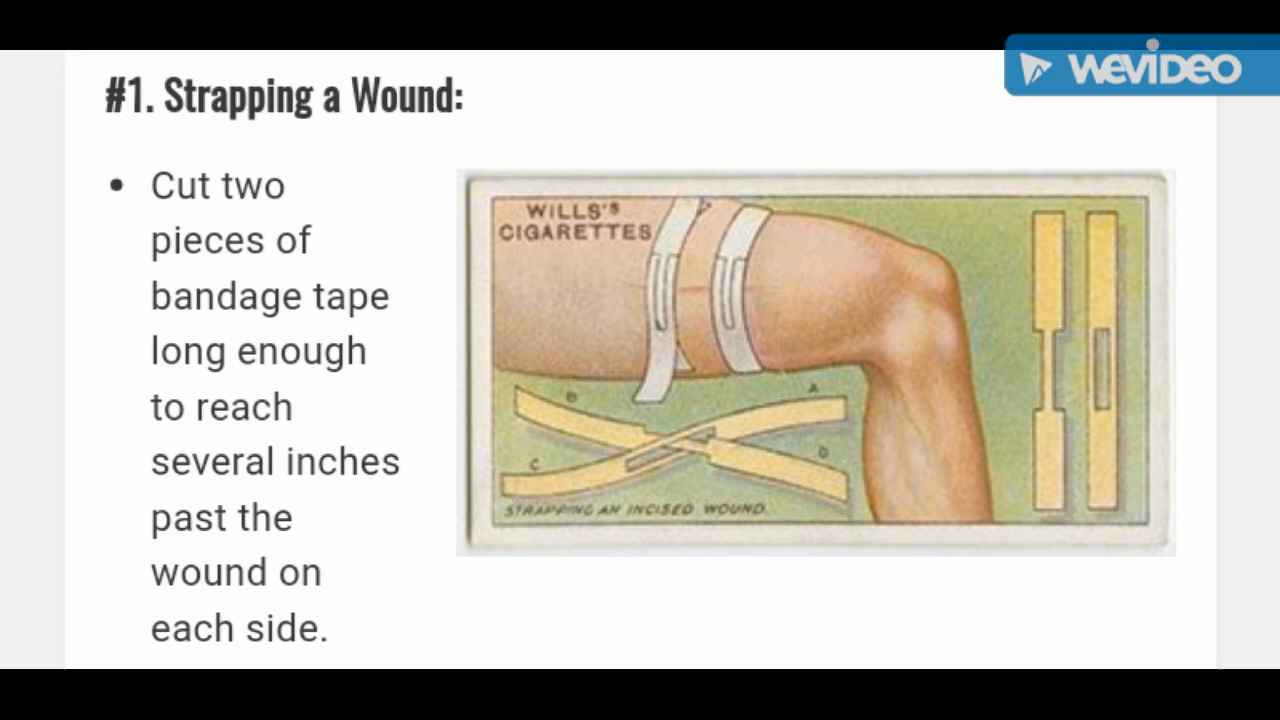 WEVIDEO
#1. Strapping a Wound:
• Cut two
pieces of
bandage tape
long enough
to reach
several inches
past the
wound on
each side.
WILLS'S
CIGARETTES
B
A
C
D
STRAPPING AN INCISED WOUND.